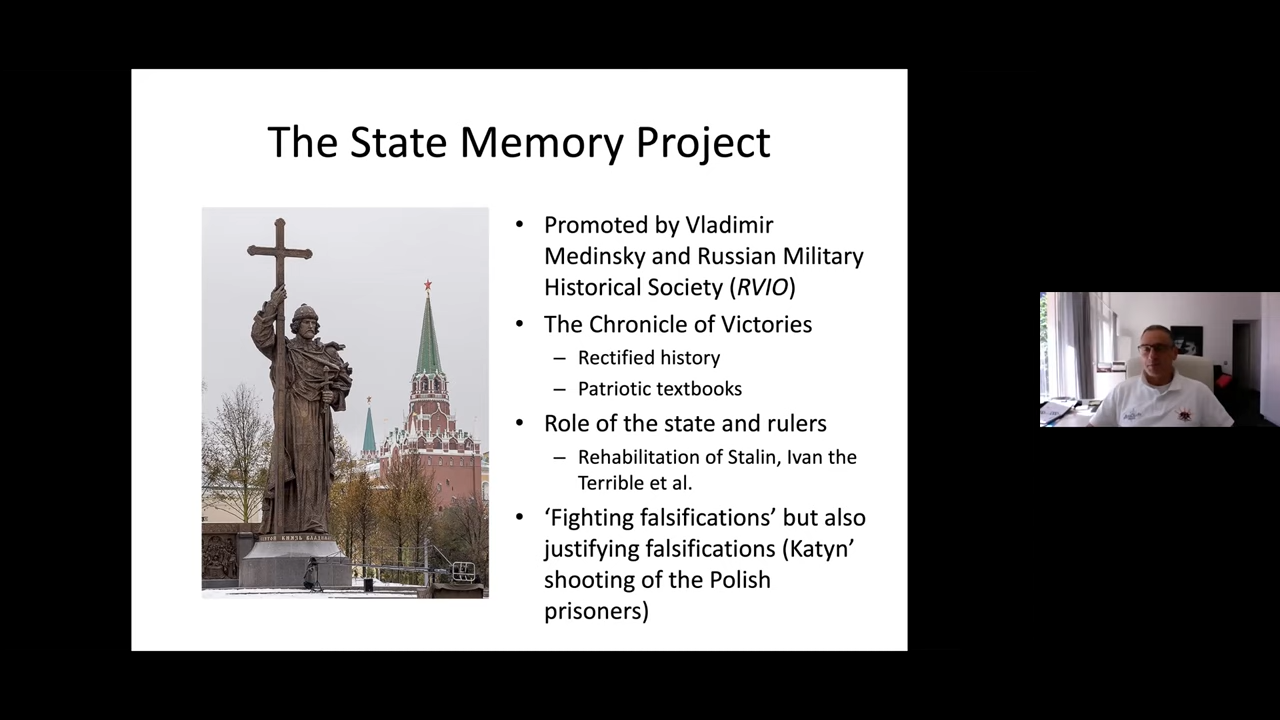 The State Memory Project
• Promoted by Vladimir
Medinsky and Russian Military
Historical Society (RVIO)
• The Chronicle of Victories
– Rectified history
– Patriotic textbooks
• Role of the state and rulers
– Rehabilitation of Stalin, Ivan the
Terrible et al.
• ‘Fighting falsifications’ but also
justifying falsifications (Katyn’
shooting of the Polish
prisoners)
КНЯЗЬ